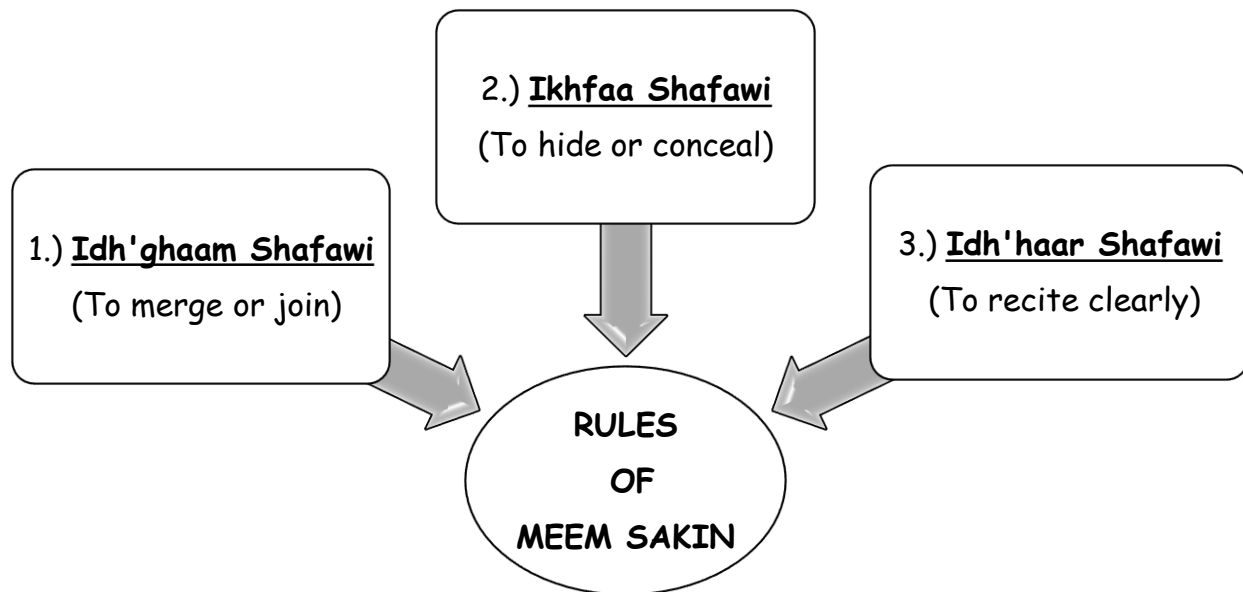 1.) Idh'ghaam Shafawi
(To merge or join)
2.) Ikhfaa Shafawi
(To hide or conceal)
3.) Idh'haar Shafawi
(To recite clearly)
RULES
OF
MEEM SAKIN